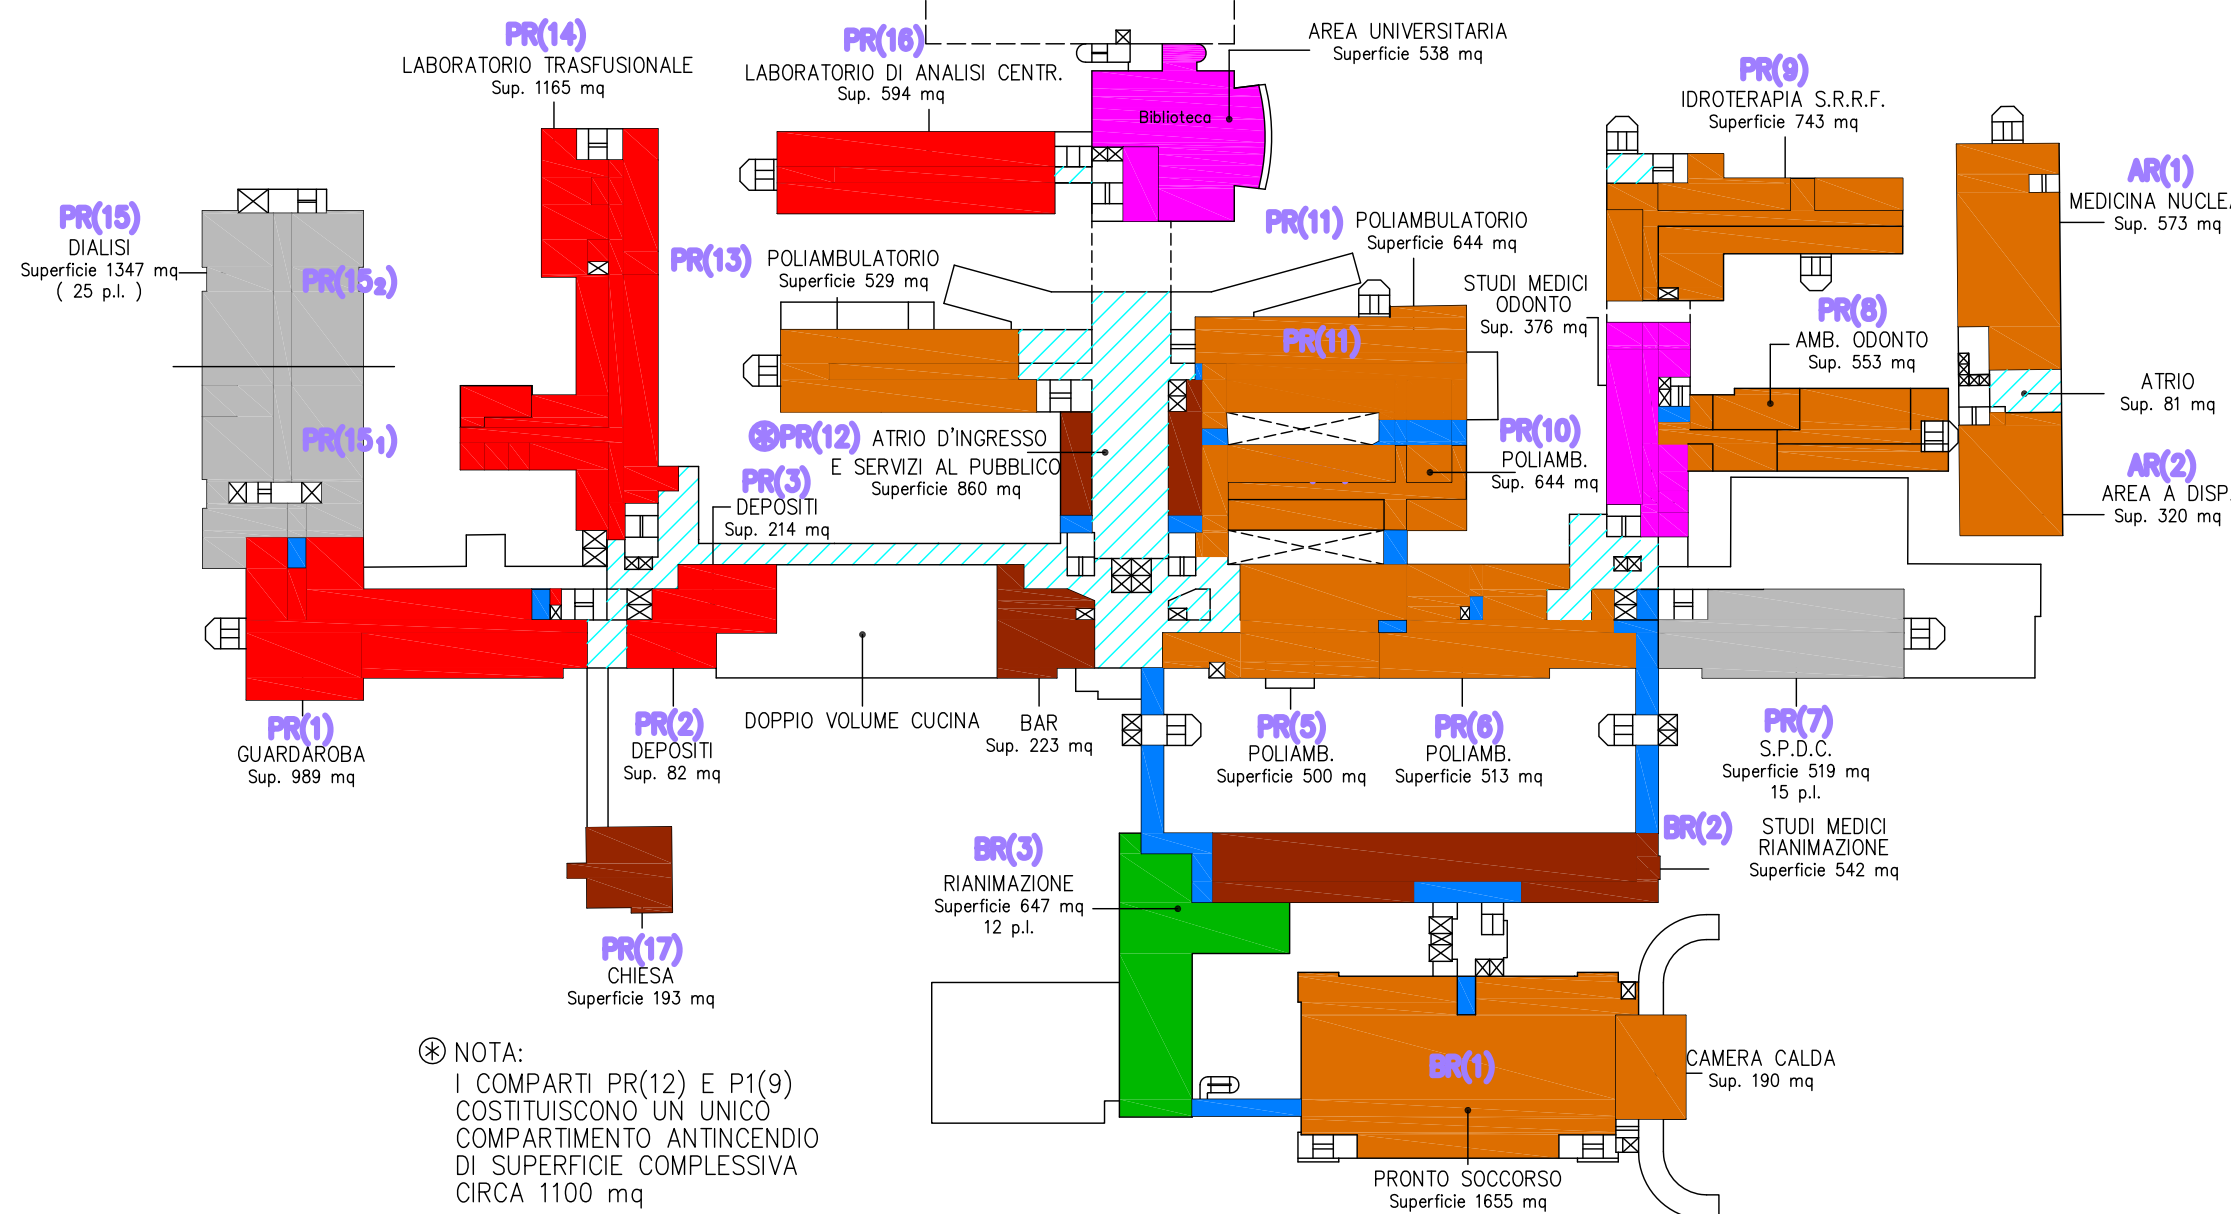 PR(14)
LABORATORIO TRASFUSIONALE
Sup. 1165 mq
PR(16)
LABORATORIO DI ANALISI CENTR.
Sup. 594 mq
AREA UNIVERSITARIA
Superficie 538 mq
Biblioteca
PR(9)
IDROTERAPIA S.R.R.F.
Superficie 743 mq
AR(1)
MEDICINA NUCLEA
Sup. 573 mq
PR(15)
DIALISI
Superficie 1347 mq
( 25 p.l. )
PR(15₂)
PR(15₁)
PR(13)
POLIAMBULATORIO
Superficie 529 mq
PR(11)
POLIAMBULATORIO
Superficie 644 mq
PR(11)
STUDI MEDICI
ODONTO
Sup. 376 mq
PR(8)
AMB. ODONTO
Sup. 553 mq
ATRIO
Sup. 81 mq
PR(12)
ATRIO D'INGRESSO
E SERVIZI AL PUBBLICO
Superficie 860 mq
PR(3)
DEPOSITI
Sup. 214 mq
PR(10)
POLIAMB.
Sup. 644 mq
AR(2)
AREA A DISP.
Sup. 320 mq
PR(1)
GUARDAROBA
Sup. 989 mq
PR(2)
DEPOSITI
Sup. 82 mq
DOPPIO VOLUME CUCINA
BAR
Sup. 223 mq
PR(5)
POLIAMB.
Superficie 500 mq
PR(6)
POLIAMB.
Superficie 513 mq
PR(7)
S.P.D.C.
Superficie 519 mq
15 p.l.
BR(3)
RIANIMAZIONE
Superficie 647 mq
12 p.l.
BR(2)
STUDI MEDICI
RIANIMAZIONE
Superficie 542 mq
PR(17)
CHIESA
Superficie 193 mq
BR(1)
CAMERA CALDA
Sup. 190 mq
PRONTO SOCCORSO
Superficie 1655 mq
NOTA:
I COMPARTI PR(12) E P1(9)
COSTITUISCONO UN UNICO
COMPARTIMENTO ANTINCENDIO
DI SUPERFICIE COMPLESSIVA
CIRCA 1100 mq